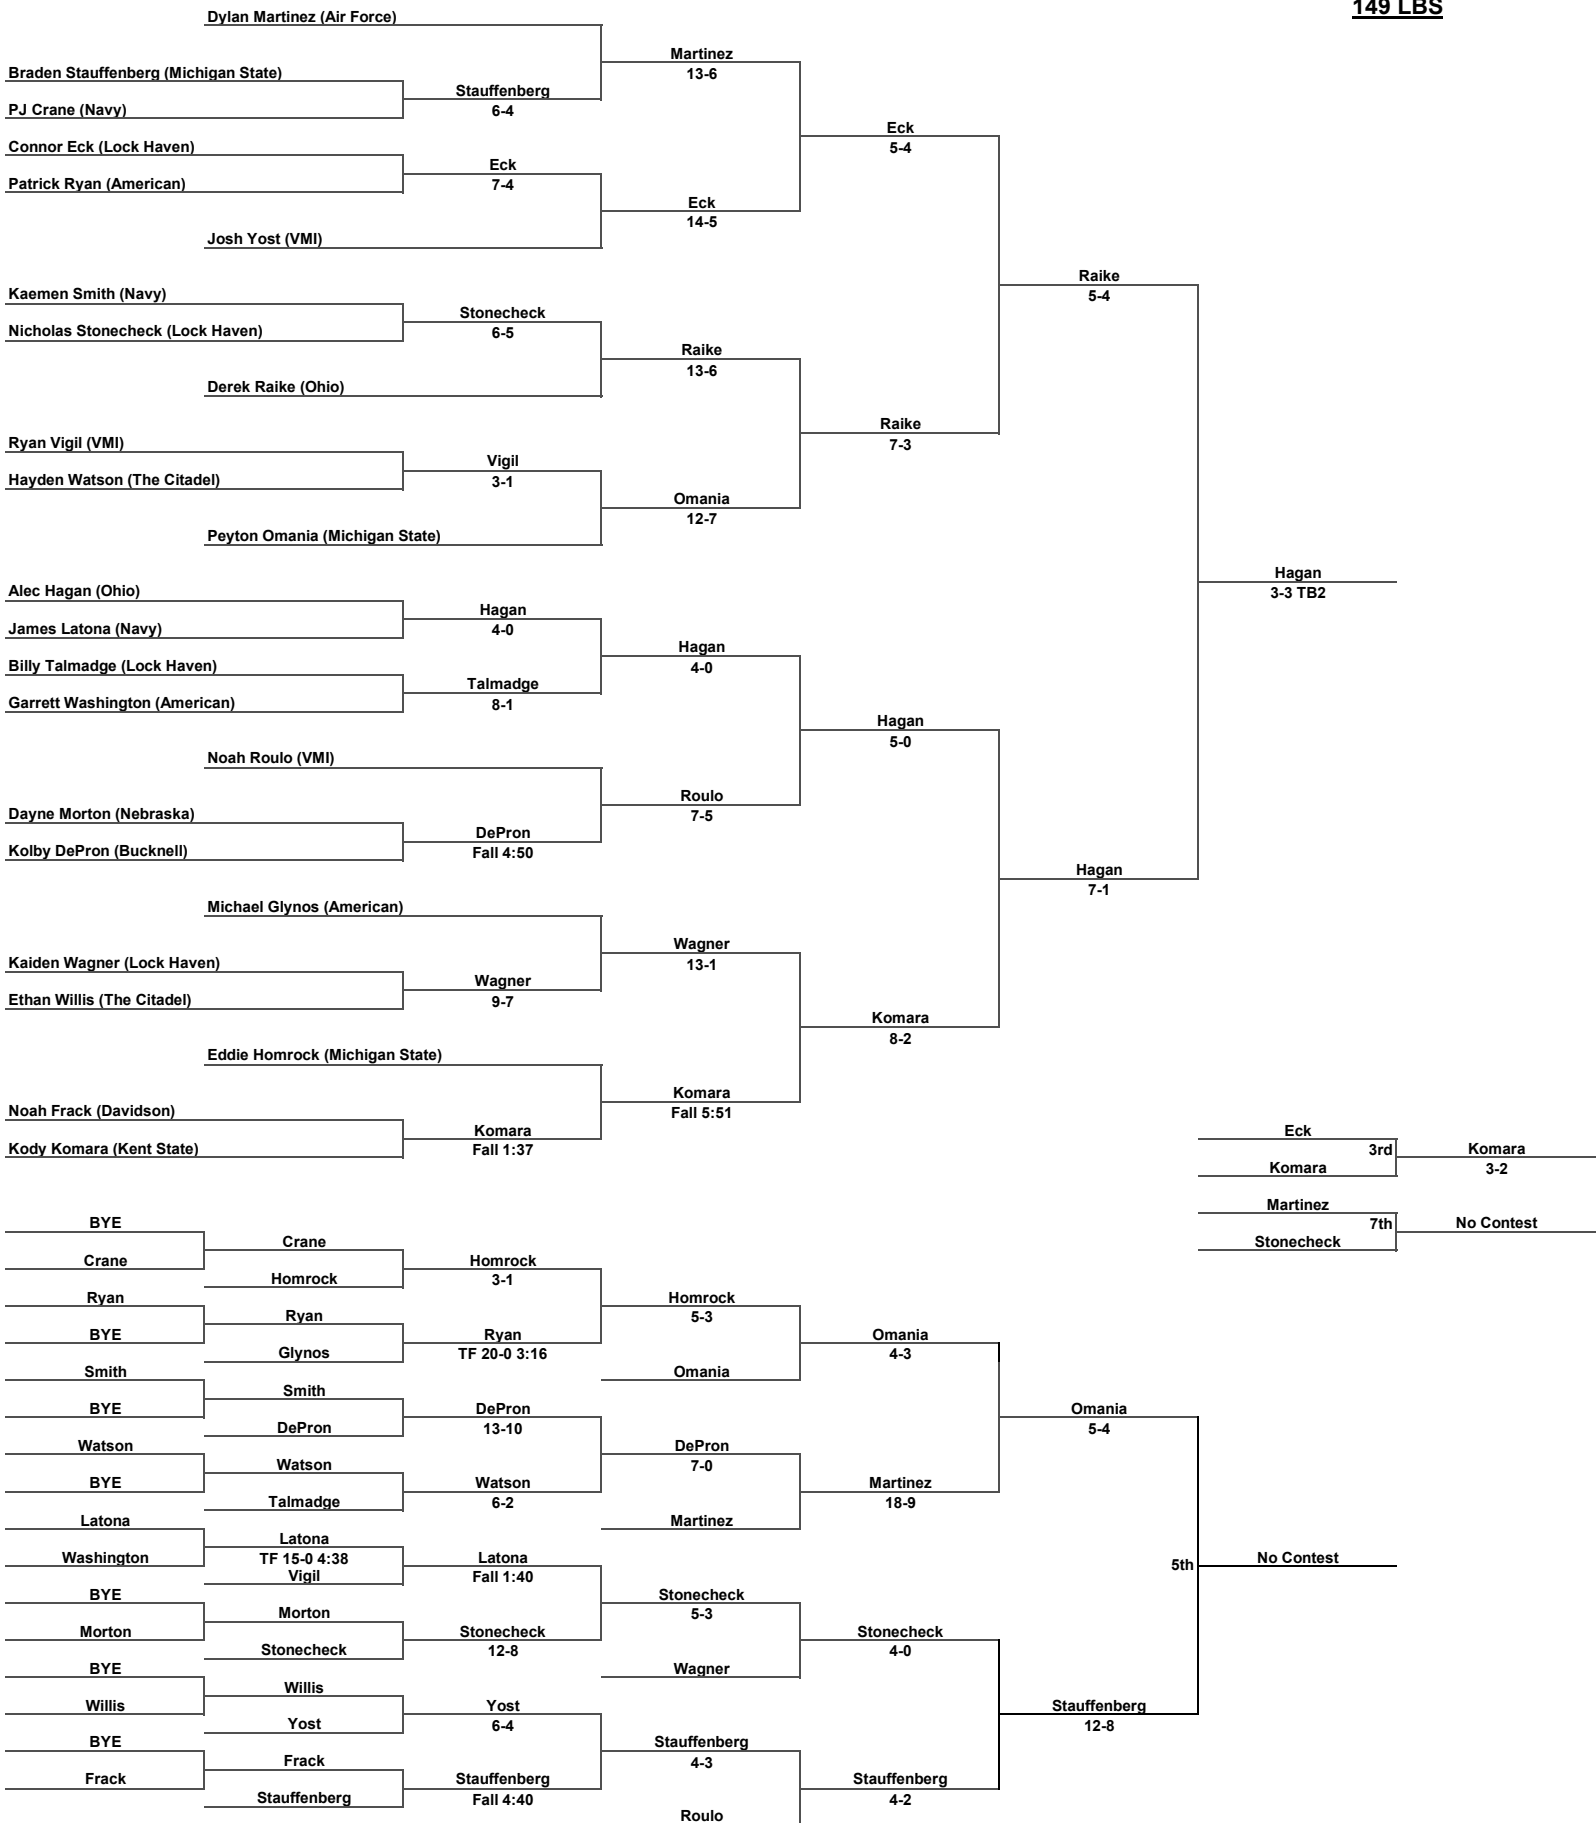 149 LBS
Dylan Martinez (Air Force)
Martinez
13-6
Braden Stauffenberg (Michigan State)
Stauffenberg
6-4
PJ Crane (Navy)
Eck
5-4
Connor Eck (Lock Haven)
Eck
7-4
Patrick Ryan (American)
Eck
14-5
Josh Yost (VMI)
Raike
5-4
Kaemen Smith (Navy)
Stonecheck
6-5
Nicholas Stonecheck (Lock Haven)
Raike
13-6
Derek Raike (Ohio)
Raike
7-3
Ryan Vigil (VMI)
Vigil
3-1
Hayden Watson (The Citadel)
Omania
12-7
Peyton Omania (Michigan State)
Hagan
3-3 TB2
Alec Hagan (Ohio)
Hagan
4-0
James Latona (Navy)
Hagan
4-0
Billy Talmadge (Lock Haven)
Talmadge
8-1
Garrett Washington (American)
Hagan
5-0
Noah Roulo (VMI)
Roulo
7-5
Dayne Morton (Nebraska)
DePron
Fall 4:50
Kolby DePron (Bucknell)
Hagan
7-1
Michael Glynos (American)
Wagner
13-1
Kaiden Wagner (Lock Haven)
Wagner
9-7
Ethan Willis (The Citadel)
Komara
8-2
Eddie Homrock (Michigan State)
Komara
Fall 5:51
Noah Frack (Davidson)
Komara
Fall 1:37
Kody Komara (Kent State)
Eck
3rd
Komara
Komara
3-2
Martinez
7th
No Contest
Stonecheck
BYE
Crane
Crane
Homrock
Homrock
3-1
Ryan
Ryan
BYE
Glynos
Ryan
TF 20-0 3:16
Homrock
5-3
Omania
Omania
4-3
Smith
Smith
BYE
DePron
DePron
13-10
Watson
Watson
BYE
Talmadge
Watson
6-2
DePron
7-0
Martinez
Martinez
18-9
Omania
5-4
Latona
Latona
Washington
TF 15-0 4:38
Vigil
Latona
Fall 1:40
BYE
Morton
Morton
Stonecheck
Stonecheck
12-8
Stonecheck
5-3
Wagner
Stonecheck
4-0
5th
No Contest
BYE
Willis
Willis
Yost
Yost
6-4
BYE
Frack
Frack
Stauffenberg
Stauffenberg
Fall 4:40
Stauffenberg
4-3
Roulo
Stauffenberg
4-2
Stauffenberg
12-8